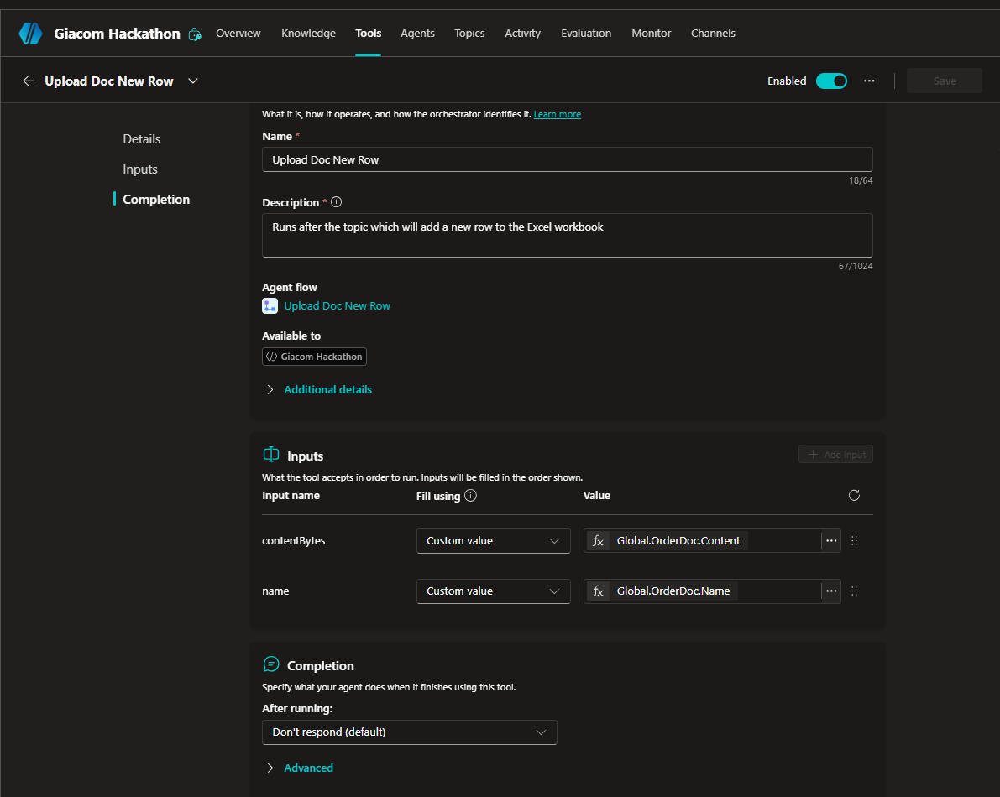 Giacom Hackathon Overview Knowledge Tools Agents Topics Activity Evaluation Monitor Channels
Upload Doc New Row Enabled ... Save
Details
Inputs
Completion
What it is, how it operates, and how the orchestrator identifies it. Learn more
Name *
Upload Doc New Row
18/64
Description *
Runs after the topic which will add a new row to the Excel workbook
67/1024
Agent flow
Upload Doc New Row
Available to
Giacom Hackathon
Additional details
Inputs + Add input
What the tool accepts in order to run. Inputs will be filled in the order shown.
Input name Fill using Value
contentBytes Custom value fx Global.OrderDoc.Content ...
name Custom value fx Global.OrderDoc.Name ...
Completion
Specify what your agent does when it finishes using this tool.
After running:
Don't respond (default)
Advanced